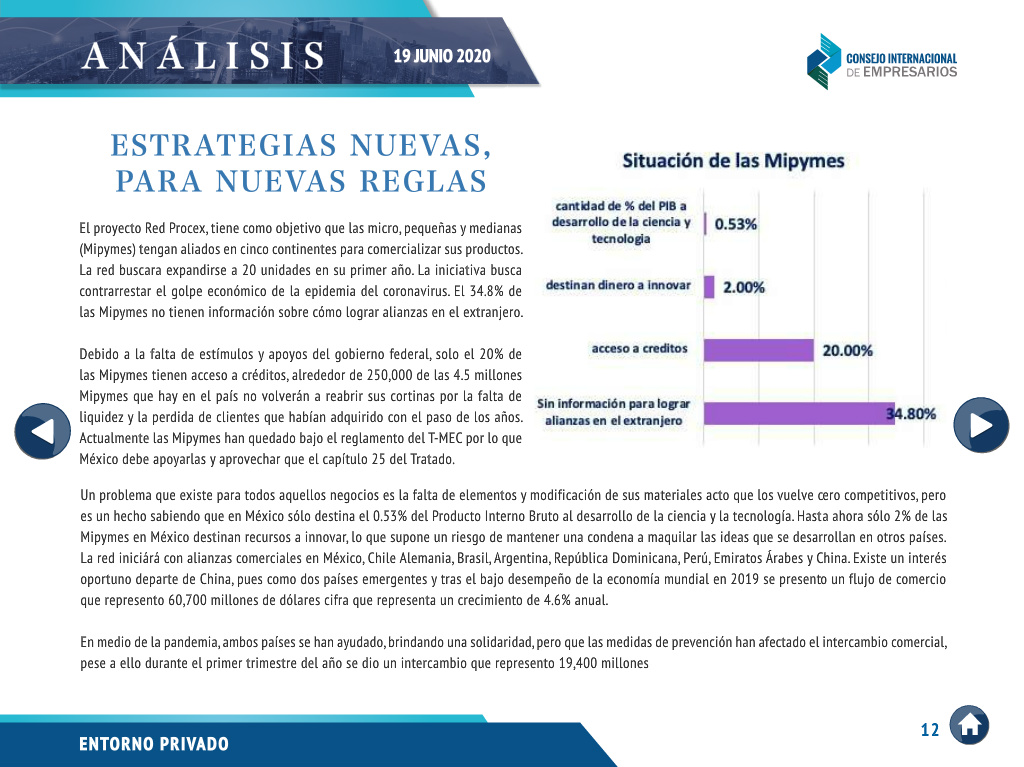 ANÁLISIS
19 JUNIO 2020
CONSEJO INTERNACIONAL
DE EMPRESARIOS
ESTRATEGIAS NUEVAS,
PARA NUEVAS REGLAS
El proyecto Red Procex, tiene como objetivo que las micro, pequeñas y medianas
(Mipymes) tengan aliados en cinco continentes para comercializar sus productos.
La red buscara expandirse a 20 unidades en su primer año. La iniciativa busca
contrarrestar el golpe económico de la epidemia del coronavirus. El 34.8% de
las Mipymes no tienen información sobre cómo lograr alianzas en el extranjero.
Debido a la falta de estímulos y apoyos del gobierno federal, solo el 20% de
las Mipymes tienen acceso a créditos, alrededor de 250,000 de las 4.5 millones
Mipymes que hay en el país no volverán a reabrir sus cortinas por la falta de
liquidez y la perdida de clientes que habían adquirido con el paso de los años.
Actualmente las Mipymes han quedado bajo el reglamento del T-MEC por lo que
México debe apoyarlas y aprovechar que el capítulo 25 del Tratado.
Situación de las Mipymes
cantidad de % del PIB a
desarrollo de la ciencia y
tecnologia
0.53%
destinan dinero a innovar
2.00%
acceso a creditos
20.00%
Sin información para lograr
alianzas en el extranjero
34.80%
Un problema que existe para todos aquellos negocios es la falta de elementos y modificación de sus materiales acto que los vuelve cero competitivos, pero
es un hecho sabiendo que en México sólo destina el 0.53% del Producto Interno Bruto al desarrollo de la ciencia y la tecnología. Hasta ahora sólo 2% de las
Mipymes en México destinan recursos a innovar, lo que supone un riesgo de mantener una condena a maquilar las ideas que se desarrollan en otros países.
La red iniciárá con alianzas comerciales en México, Chile Alemania, Brasil, Argentina, República Dominicana, Perú, Emiratos Árabes y China. Existe un interés
oportuno departe de China, pues como dos países emergentes y tras el bajo desempeño de la economía mundial en 2019 se presento un flujo de comercio
que represento 60,700 millones de dólares cifra que representa un crecimiento de 4.6% anual.
En medio de la pandemia, ambos países se han ayudado, brindando una solidaridad, pero que las medidas de prevención han afectado el intercambio comercial,
pese a ello durante el primer trimestre del año se dio un intercambio que represento 19,400 millones
ENTORNO PRIVADO
12